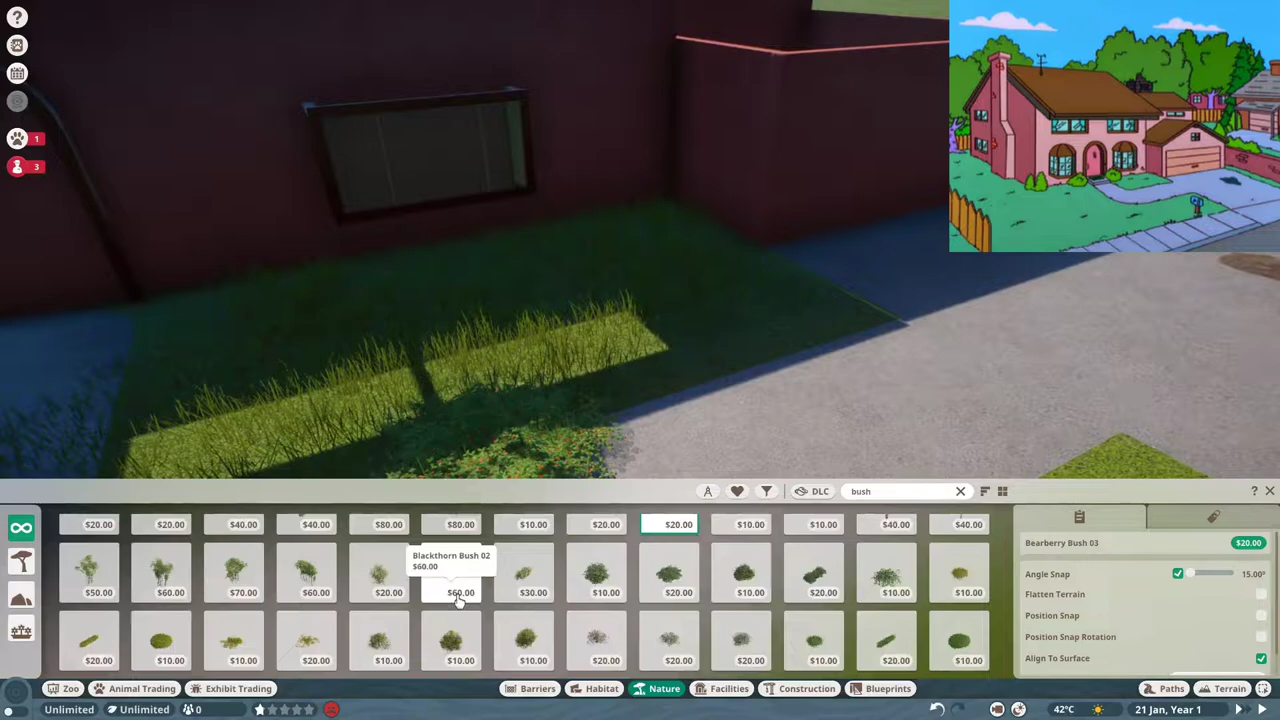 ?
1
3
DLC
bush
?
$20.00 $20.00 $40.00 $40.00 $80.00 $80.00 $10.00 $20.00 $20.00 $10.00 $10.00 $40.00 $40.00
Bearberry Bush 03 $20.00
Blackthorn Bush 02
$60.00
Angle Snap 15.00°
$50.00 $60.00 $70.00 $60.00 $20.00 $60.00 $30.00 $10.00 $20.00 $10.00 $20.00 $10.00 $20.00
Flatten Terrain
Position Snap
Position Snap Rotation
Align To Surface
$20.00 $10.00 $10.00 $20.00 $10.00 $10.00 $10.00 $20.00 $20.00 $20.00 $10.00 $20.00 $10.00
Zoo Animal Trading Exhibit Trading Barriers Habitat Nature Facilities Construction Blueprints Paths Terrain
Unlimited Unlimited 0 42°C 21 Jan, Year 1